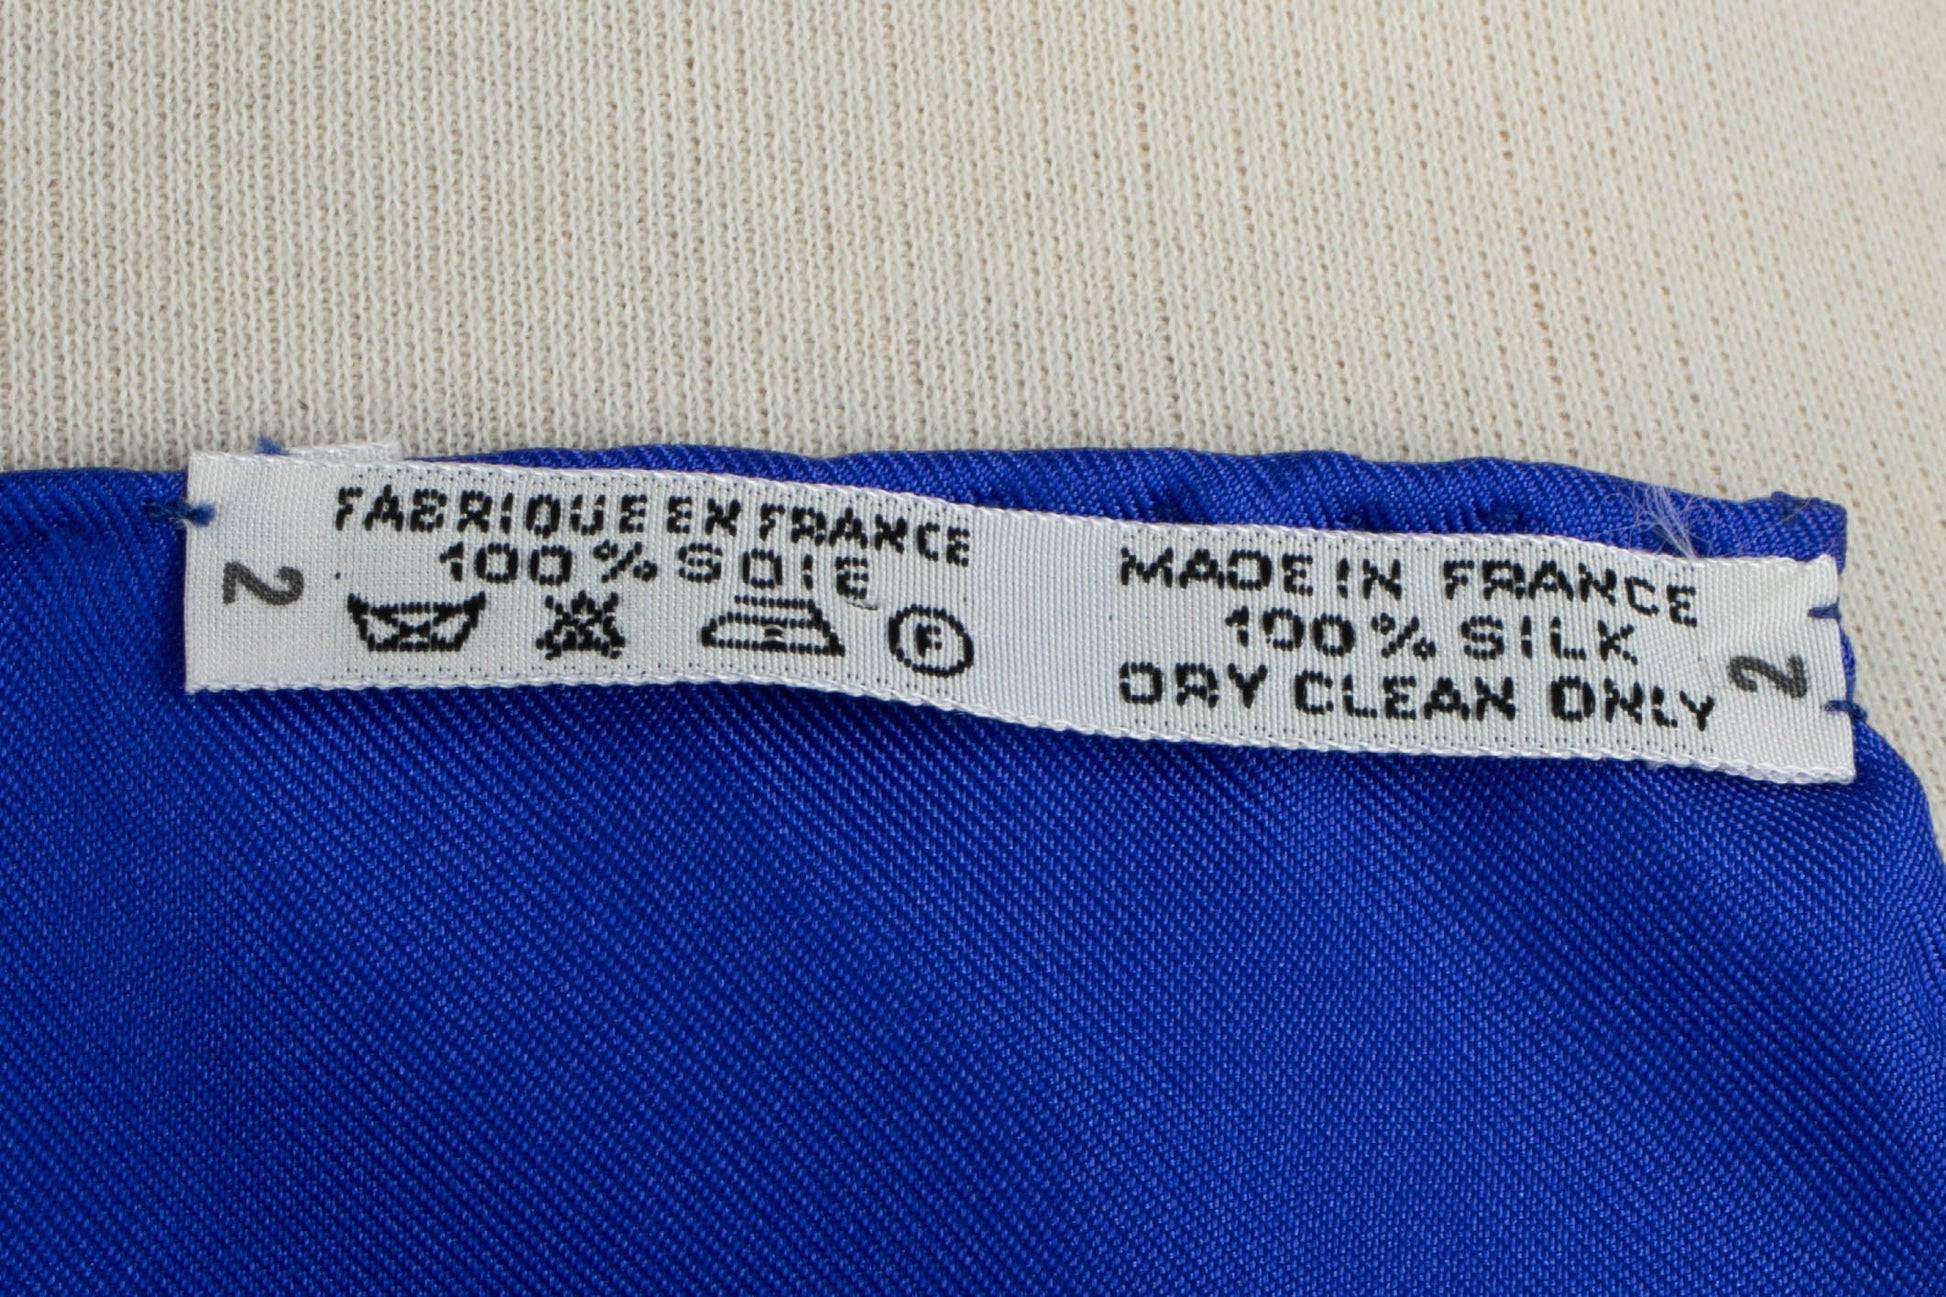 2
FABRIQUE EN FRANCE
100% SOIE
F
MADE IN FRANCE
100% SILK
DRY CLEAN ONLY
2